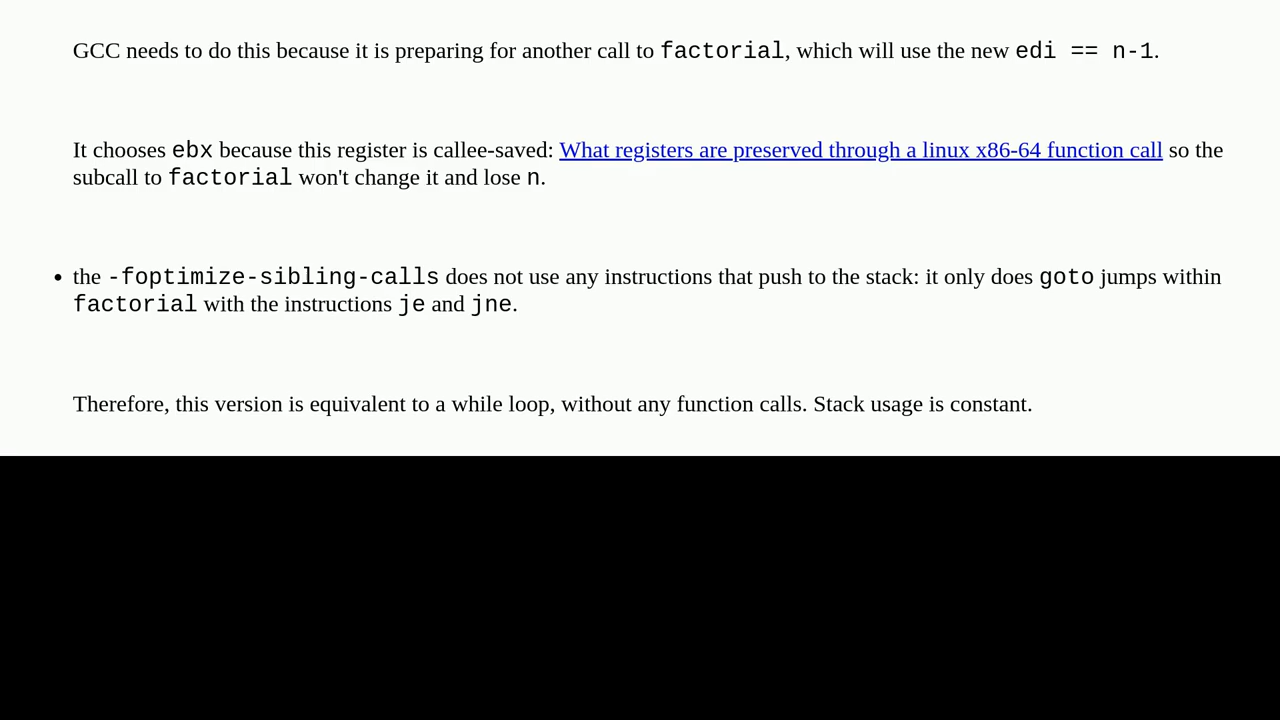 GCC needs to do this because it is preparing for another call to factorial, which will use the new edi == n-1.
It chooses ebx because this register is callee-saved: What registers are preserved through a linux x86-64 function call so the
subcall to factorial won't change it and lose n.
• the -foptimize-sibling-calls does not use any instructions that push to the stack: it only does goto jumps within
factorial with the instructions je and jne.
Therefore, this version is equivalent to a while loop, without any function calls. Stack usage is constant.